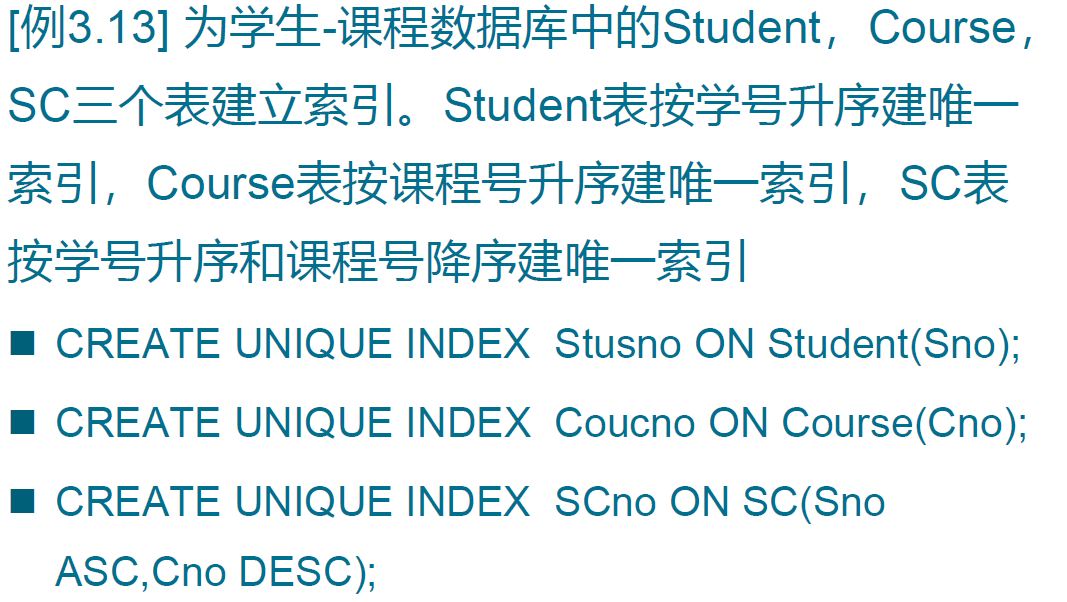 [例3.13] 为学生-课程数据库中的Student，Course，
SC三个表建立索引。Student表按学号升序建唯一
索引，Course表按课程号升序建唯一索引，SC表
按学号升序和课程号降序建唯一索引
■ CREATE UNIQUE INDEX  Stusno ON Student(Sno);
■ CREATE UNIQUE INDEX  Coucno ON Course(Cno);
■ CREATE UNIQUE INDEX  SCno ON SC(Sno
ASC,Cno DESC);